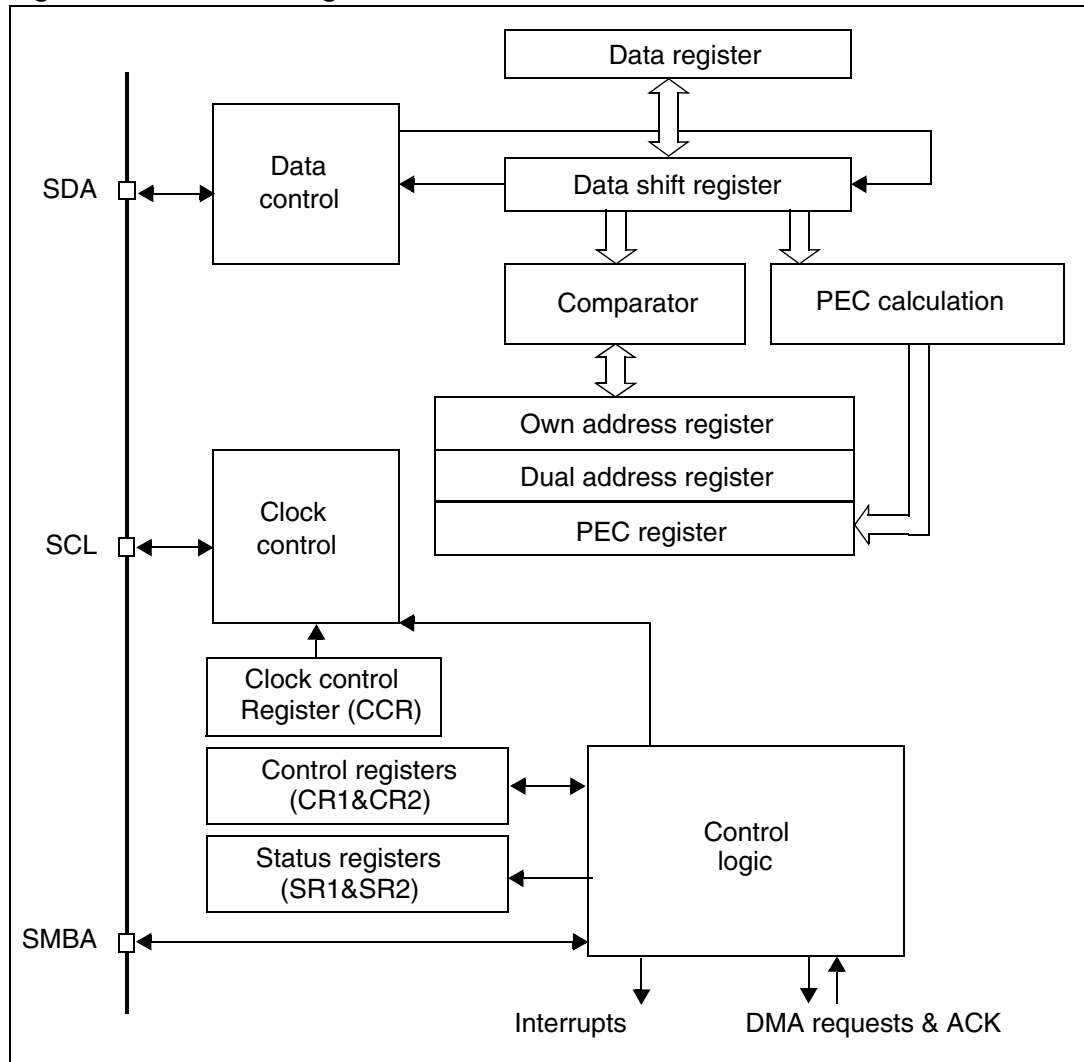 Data register
Data
control
SDA
Data shift register
Comparator
PEC calculation
Own address register
Dual address register
PEC register
Clock
control
SCL
Clock control
Register (CCR)
Control registers
(CR1&CR2)
Control
logic
Status registers
(SR1&SR2)
SMBA
Interrupts
DMA requests & ACK